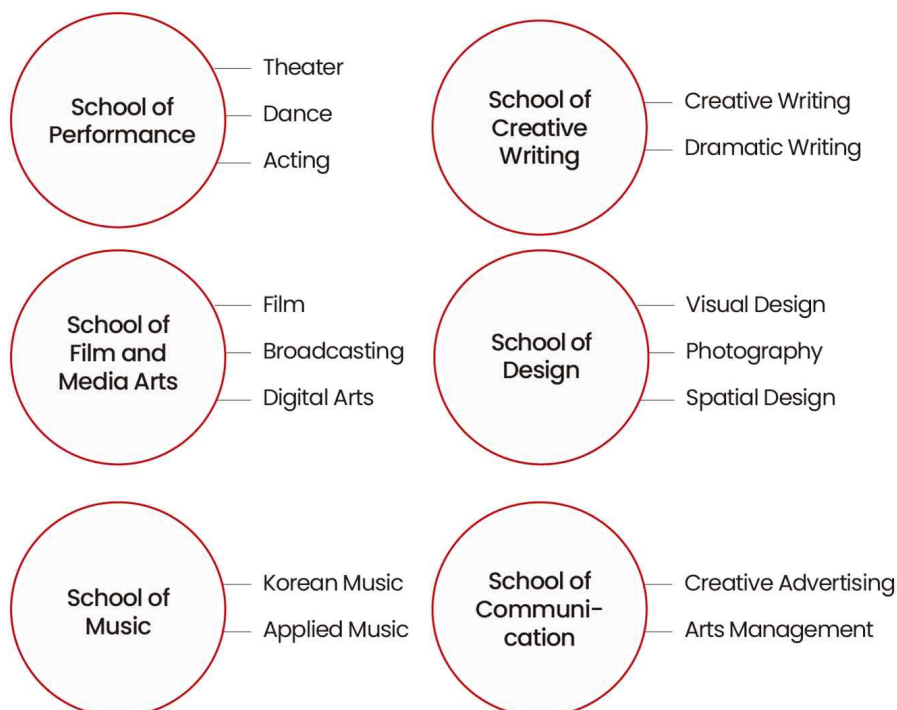 School of
Performance
Theater
Dance
Acting
School of
Creative
Writing
Creative Writing
Dramatic Writing
School of
Film and
Media Arts
Film
Broadcasting
Digital Arts
School of
Design
Visual Design
Photography
Spatial Design
School of
Music
Korean Music
Applied Music
School of
Communi-
cation
Creative Advertising
Arts Management